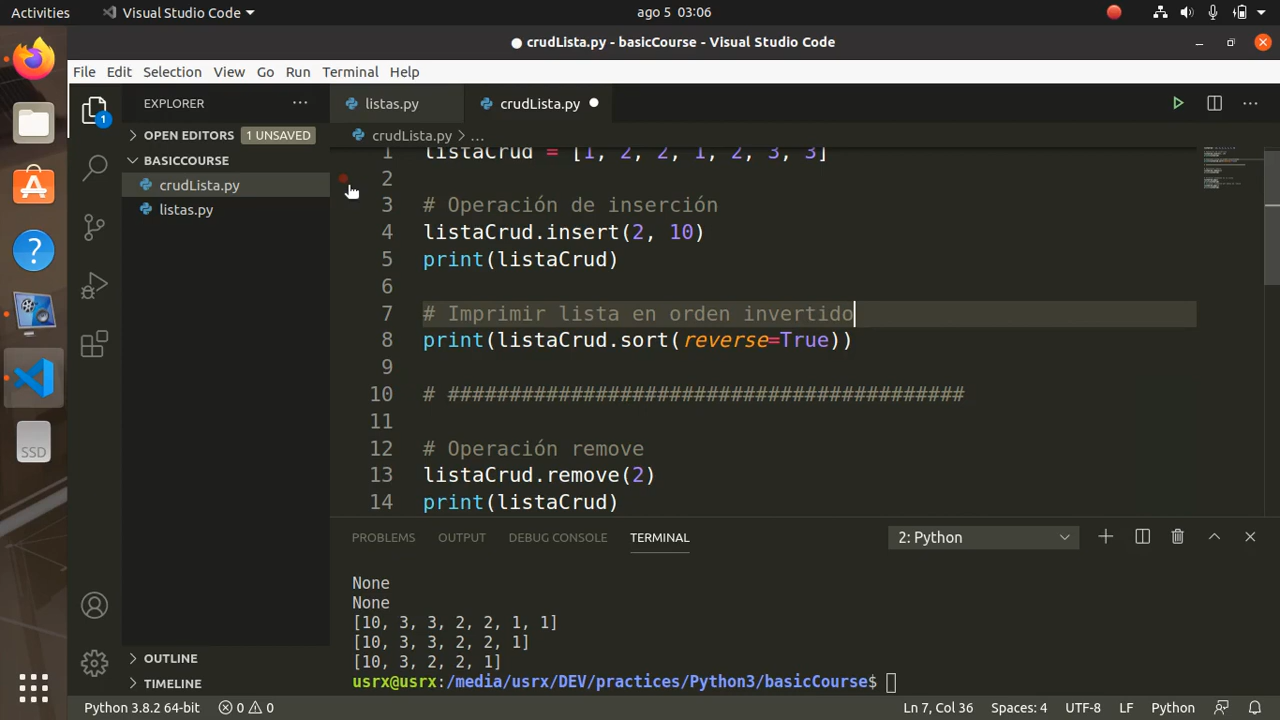 Activities
Visual Studio Code
ago 5 03:06
crudLista.py - basicCourse - Visual Studio Code
File Edit Selection View Go Run Terminal Help
1
EXPLORER
OPEN EDITORS 1 UNSAVED
BASICCOURSE
crudLista.py
listas.py
OUTLINE
TIMELINE
SSD
listas.py
crudLista.py
crudLista.py > ...
1 listaCrud = [1, 2, 2, 1, 2, 3, 3]
2
3 # Operación de inserción
4 listaCrud.insert(2, 10)
5 print(listaCrud)
6
7 # Imprimir lista en orden invertido
8 print(listaCrud.sort(reverse=True))
9
10 # ##########################################
11
12 # Operación remove
13 listaCrud.remove(2)
14 print(listaCrud)
PROBLEMS OUTPUT DEBUG CONSOLE TERMINAL 2: Python
None
None
[10, 3, 3, 2, 2, 1, 1]
[10, 3, 3, 2, 2, 1]
[10, 3, 2, 2, 1]
usrx@usrx:/media/usrx/DEV/practices/Python3/basicCourse$
Python 3.8.2 64-bit 0 0 Ln 7, Col 36 Spaces: 4 UTF-8 LF Python